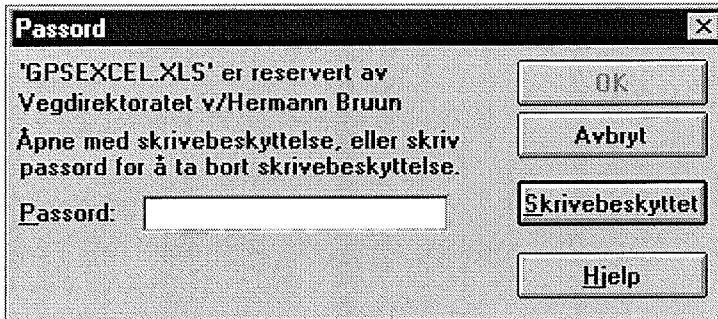 Passord
'GPSEXCEL.XLS' er reservert av
Vegdirektoratet v/Hermann Bruun
Åpne med skrivebeskyttelse, eller skriv
passord for å ta bort skrivebeskyttelse.
Passord:
OK
Avbryt
Skrivebeskyttet
Hjelp